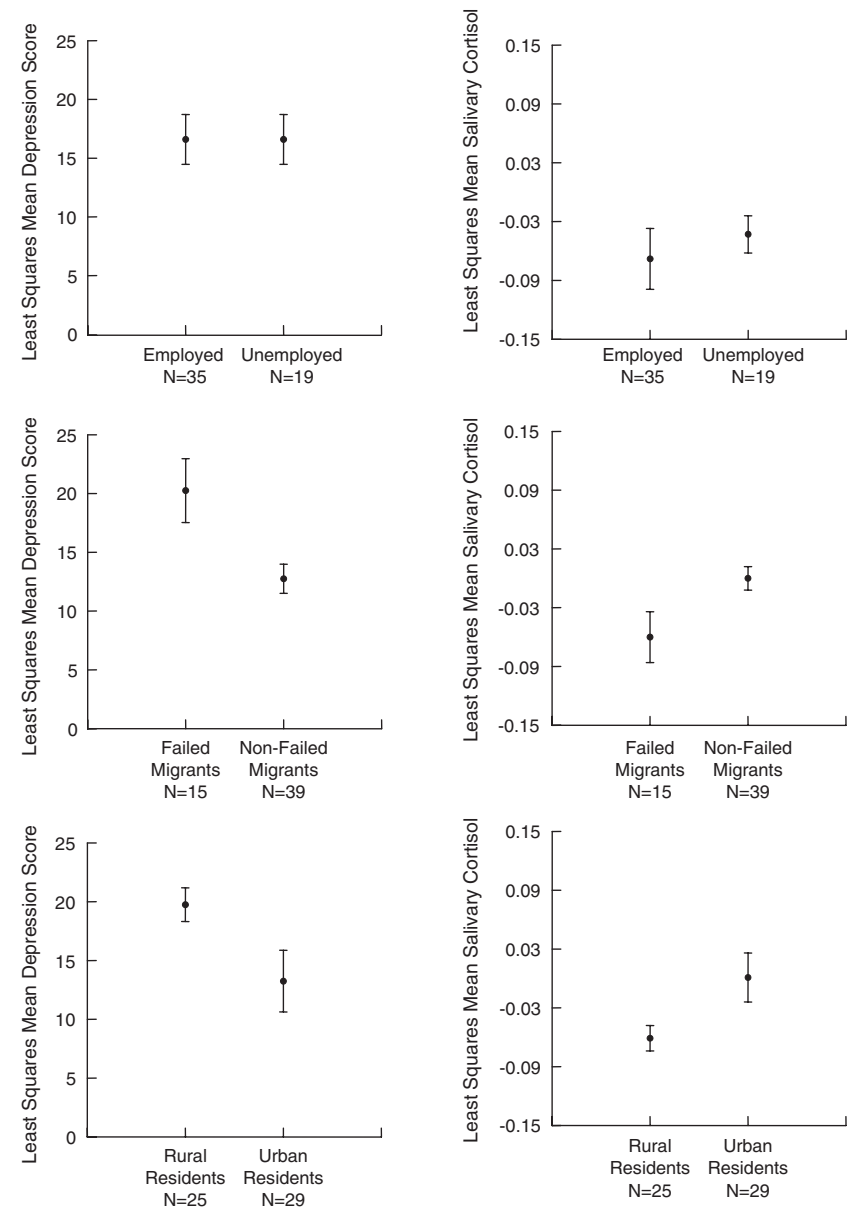 Least Squares Mean Depression Score
25
20
15
10
5
0
Employed Unemployed
N=35 N=19
Least Squares Mean Salivary Cortisol
0.15
0.09
0.03
-0.03
-0.09
-0.15
Employed Unemployed
N=35 N=19
Least Squares Mean Depression Score
25
20
15
10
5
0
Failed Non-Failed
Migrants Migrants
N=15 N=39
Least Squares Mean Salivary Cortisol
0.15
0.09
0.03
-0.03
-0.09
-0.15
Failed Non-Failed
Migrants Migrants
N=15 N=39
Least Squares Mean Depression Score
25
20
15
10
5
0
Rural Urban
Residents Residents
N=25 N=29
Least Squares Mean Salivary Cortisol
0.15
0.09
0.03
-0.03
-0.09
-0.15
Rural Urban
Residents Residents
N=25 N=29